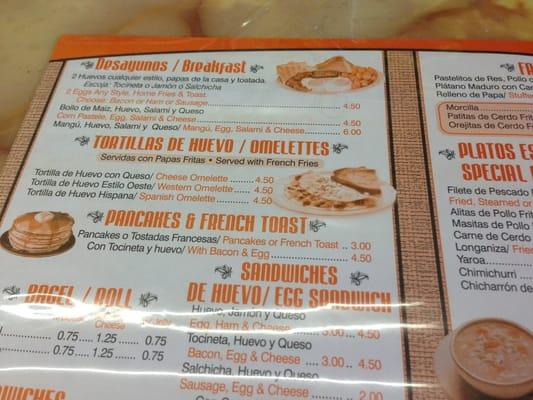 Desayunos / Breakfast
2 Huevos cualquier estilo, papas de la casa y tostada.
Escoja: Tocineta o Jamón o Salchicha
2 Eggs Any Style, Home Fries & Toast.
Choose: Bacon or Ham or Sausage ..... 4.50
Bollo de Maiz, Huevo, Salami y Queso
Corn Pastele, Egg, Salami & Cheese ..... 4.50
Mangú, Huevo, Salami y Queso/ Mangú, Egg, Salami & Cheese ..... 6.00
TORTILLAS DE HUEVO / OMELETTES
Servidas con Papas Fritas • Served with French Fries
Tortilla de Huevo con Queso/ Cheese Omelette ..... 4.50
Tortilla de Huevo Estilo Oeste/ Western Omelette ..... 4.50
Tortilla de Huevo Hispana/ Spanish Omelette ..... 4.50
PANCAKES & FRENCH TOAST
Pancakes o Tostadas Francesas/ Pancakes or French Toast .. 3.00
Con Tocineta y huevo/ With Bacon & Egg ..... 4.50
BAGEL / ROLL
Cheese
0.75 ..... 1.25 ..... 0.75
0.75 ..... 1.25 ..... 0.75
SANDWICHES
DE HUEVO/ EGG SANDWICH
Huevo, Jamón y Queso
Egg, Ham & Cheese ..... 3.00 .. 4.50
Tocineta, Huevo y Queso
Bacon, Egg & Cheese .... 3.00 .. 4.50
Salchicha, Huevo y Queso
Sausage, Egg & Cheese ..... 2.00
Pastelitos de Res, Pollo
Plátano Maduro con
Relleno de Papa/
Morcilla
Patitas de Cerdo
Orejitas de Cerdo
PLATOS
SPECIAL
Filete de Pescado
Fried, Steamed or
Alitas de Pollo
Masitas de Pollo
Carne de Cerdo
Longaniza/
Yaroa
Chimichurri
Chicharrón de